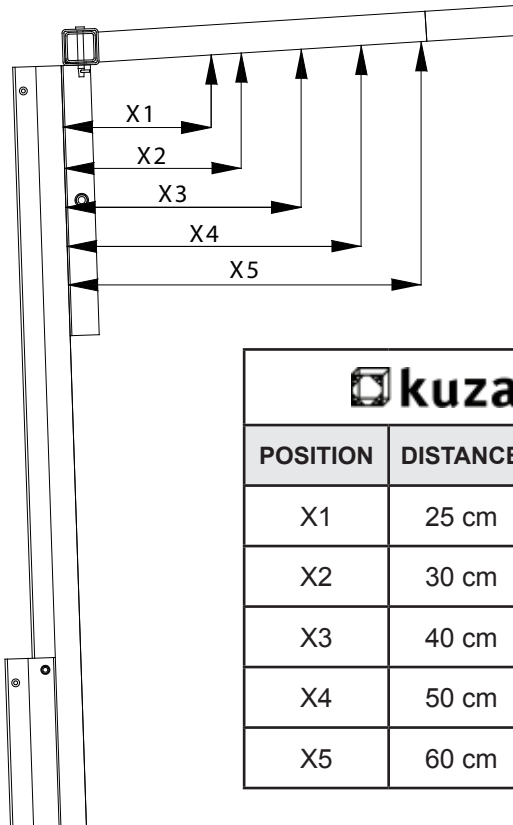 X1
X2
X3
X4
X5
kuza
POSITION DISTANCE
X1 25 cm
X2 30 cm
X3 40 cm
X4 50 cm
X5 60 cm